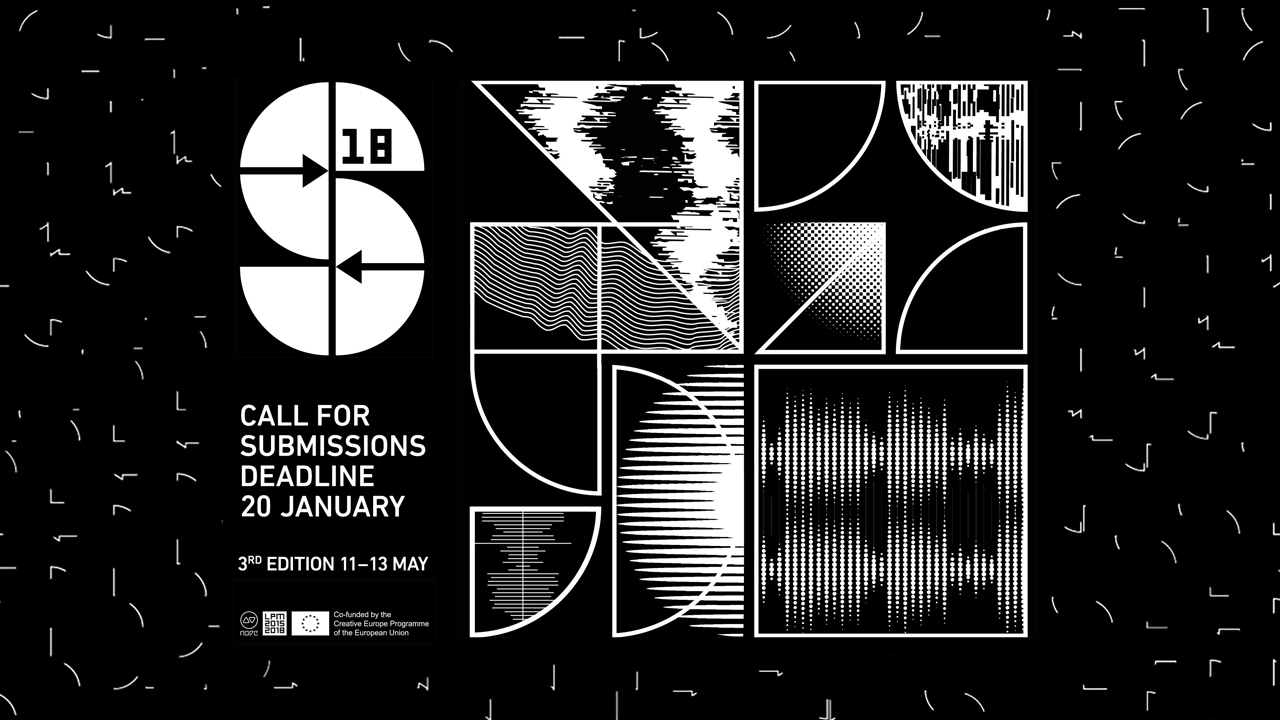 18
CALL FOR
SUBMISSIONS
DEADLINE
20 JANUARY
3RD EDITION 11–13 MAY
LPM
2015
2018
Co-funded by the
Creative Europe Programme
of the European Union